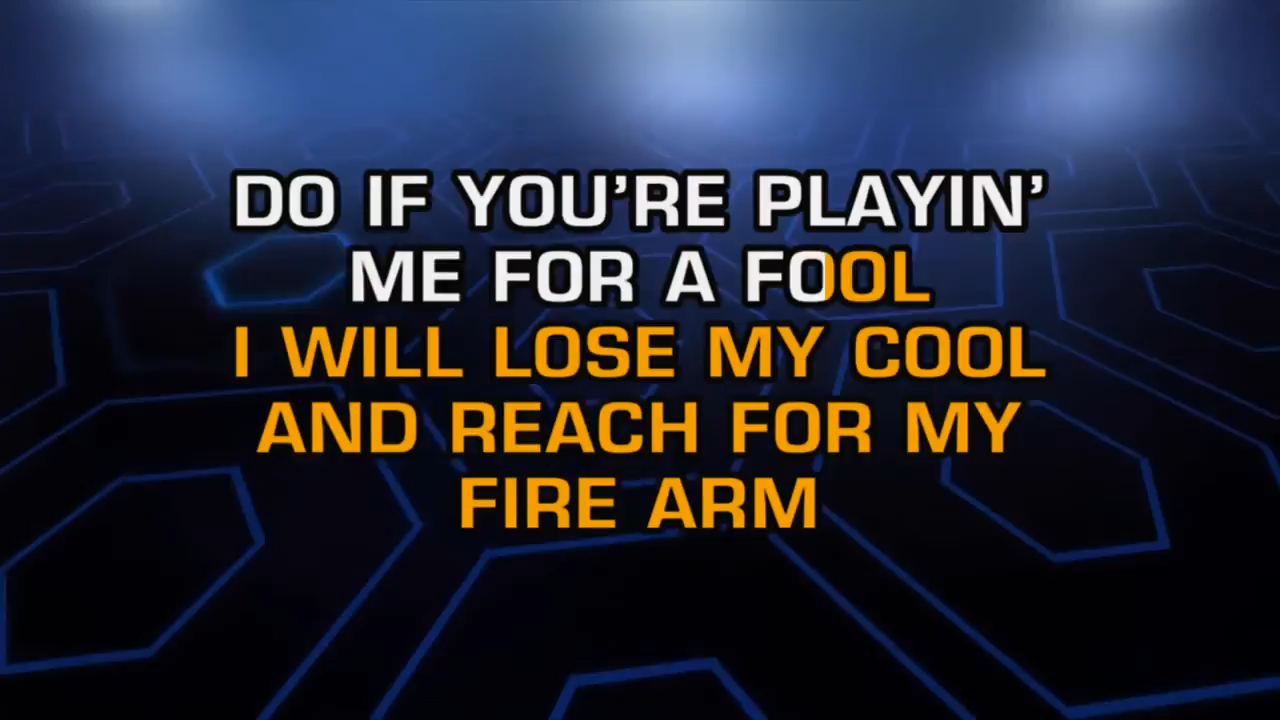 DO IF YOU’RE PLAYIN’
ME FOR A FOOL
I WILL LOSE MY COOL
AND REACH FOR MY
FIRE ARM